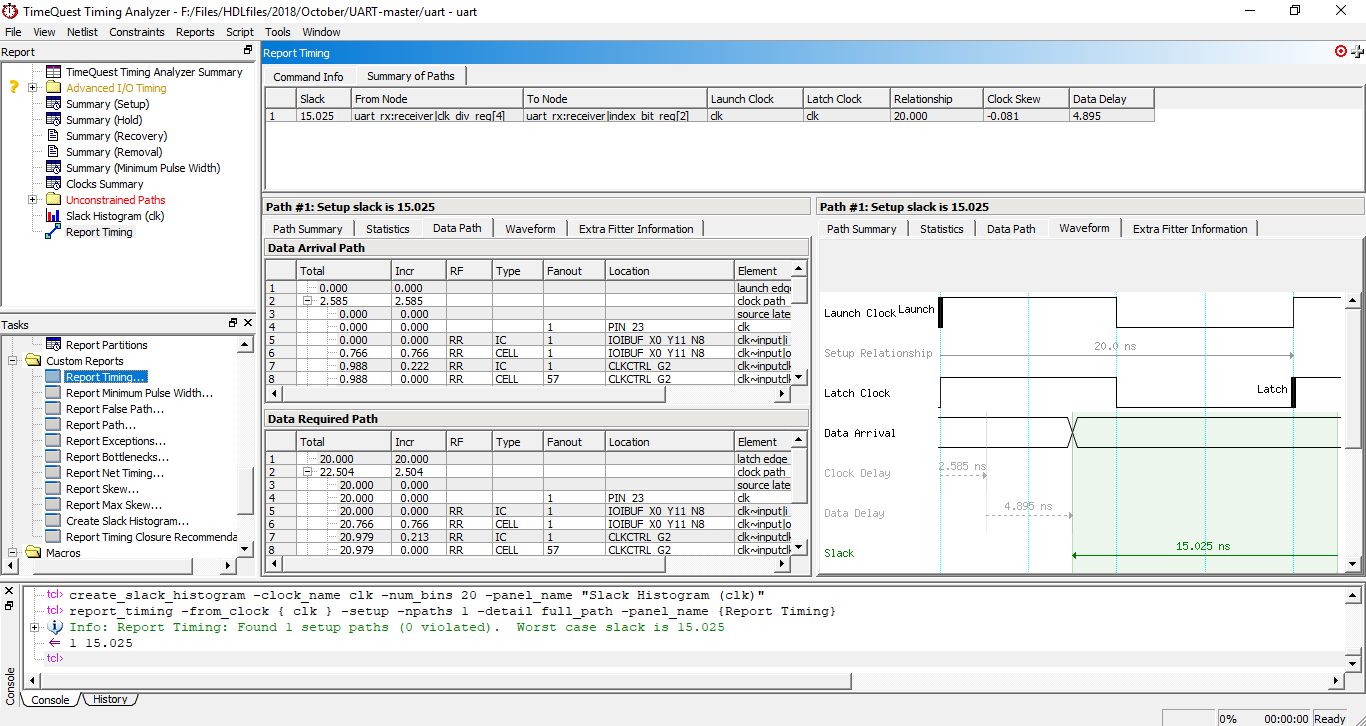 TimeQuest Timing Analyzer - F:/Files/HDLfiles/2018/October/UART-master/uart - uart
File View Netlist Constraints Reports Script Tools Window
Report
TimeQuest Timing Analyzer Summary
Advanced I/O Timing
Summary (Setup)
Summary (Hold)
Summary (Recovery)
Summary (Removal)
Summary (Minimum Pulse Width)
Clocks Summary
Unconstrained Paths
Slack Histogram (clk)
Report Timing
Tasks
Report Partitions
Custom Reports
Report Timing...
Report Minimum Pulse Width...
Report False Path...
Report Path...
Report Exceptions...
Report Bottlenecks...
Report Net Timing...
Report Skew...
Report Max Skew...
Create Slack Histogram...
Report Timing Closure Recommenda
Macros
Report Timing
Command Info Summary of Paths
Slack From Node To Node Launch Clock Latch Clock Relationship Clock Skew Data Delay
1 15.025 uart_rx:receiver|clk_div_reg[4] uart_rx:receiver|index_bit_reg[2] clk clk 20.000 -0.081 4.895
Path #1: Setup slack is 15.025
Path Summary Statistics Data Path Waveform Extra Fitter Information
Data Arrival Path
Total Incr RF Type Fanout Location Element
1 0.000 0.000 launch edg
2 2.585 2.585 clock path
3 0.000 0.000 source late
4 0.000 0.000 1 PIN_23 clk
5 0.000 0.000 RR IC 1 IOIBUF_X0_Y11_N8 clk~input|i
6 0.766 0.766 RR CELL 1 IOIBUF_X0_Y11_N8 clk~input|o
7 0.988 0.222 RR IC 1 CLKCTRL_G2 clk~inputcl
8 0.988 0.000 RR CELL 57 CLKCTRL_G2 clk~inputcl
Data Required Path
Total Incr RF Type Fanout Location Element
1 20.000 20.000 latch edge
2 22.504 2.504 clock path
3 20.000 0.000 source late
4 20.000 0.000 1 PIN_23 clk
5 20.000 0.000 RR IC 1 IOIBUF_X0_Y11_N8 clk~input|i
6 20.766 0.766 RR CELL 1 IOIBUF_X0_Y11_N8 clk~input|o
7 20.979 0.213 RR IC 1 CLKCTRL_G2 clk~inputcl
8 20.979 0.000 RR CELL 57 CLKCTRL_G2 clk~inputcl
Path #1: Setup slack is 15.025
Path Summary Statistics Data Path Waveform Extra Fitter Information
Launch Clock Launch
Setup Relationship 20.0 ns
Latch Clock Latch
Data Arrival
Clock Delay 2.585 ns
Data Delay 4.895 ns
Slack 15.025 ns
tcl> create_slack_histogram -clock_name clk -num_bins 20 -panel_name "Slack Histogram (clk)"
tcl> report_timing -from_clock { clk } -setup -npaths 1 -detail full_path -panel_name {Report Timing}
Info: Report Timing: Found 1 setup paths (0 violated). Worst case slack is 15.025
1 15.025
tcl>
Console
Console History
0% 00:00:00 Ready